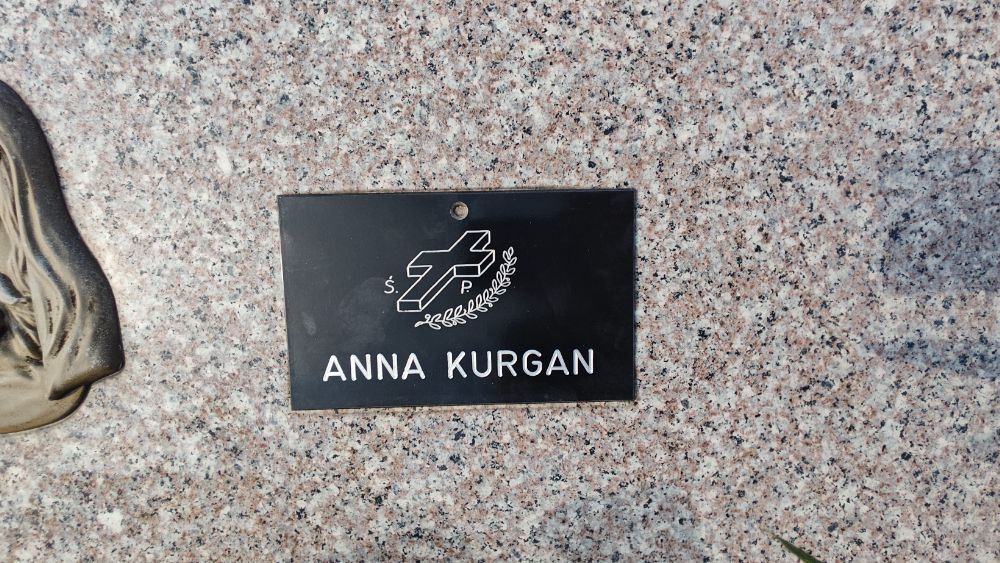 Ś. P.
ANNA KURGAN